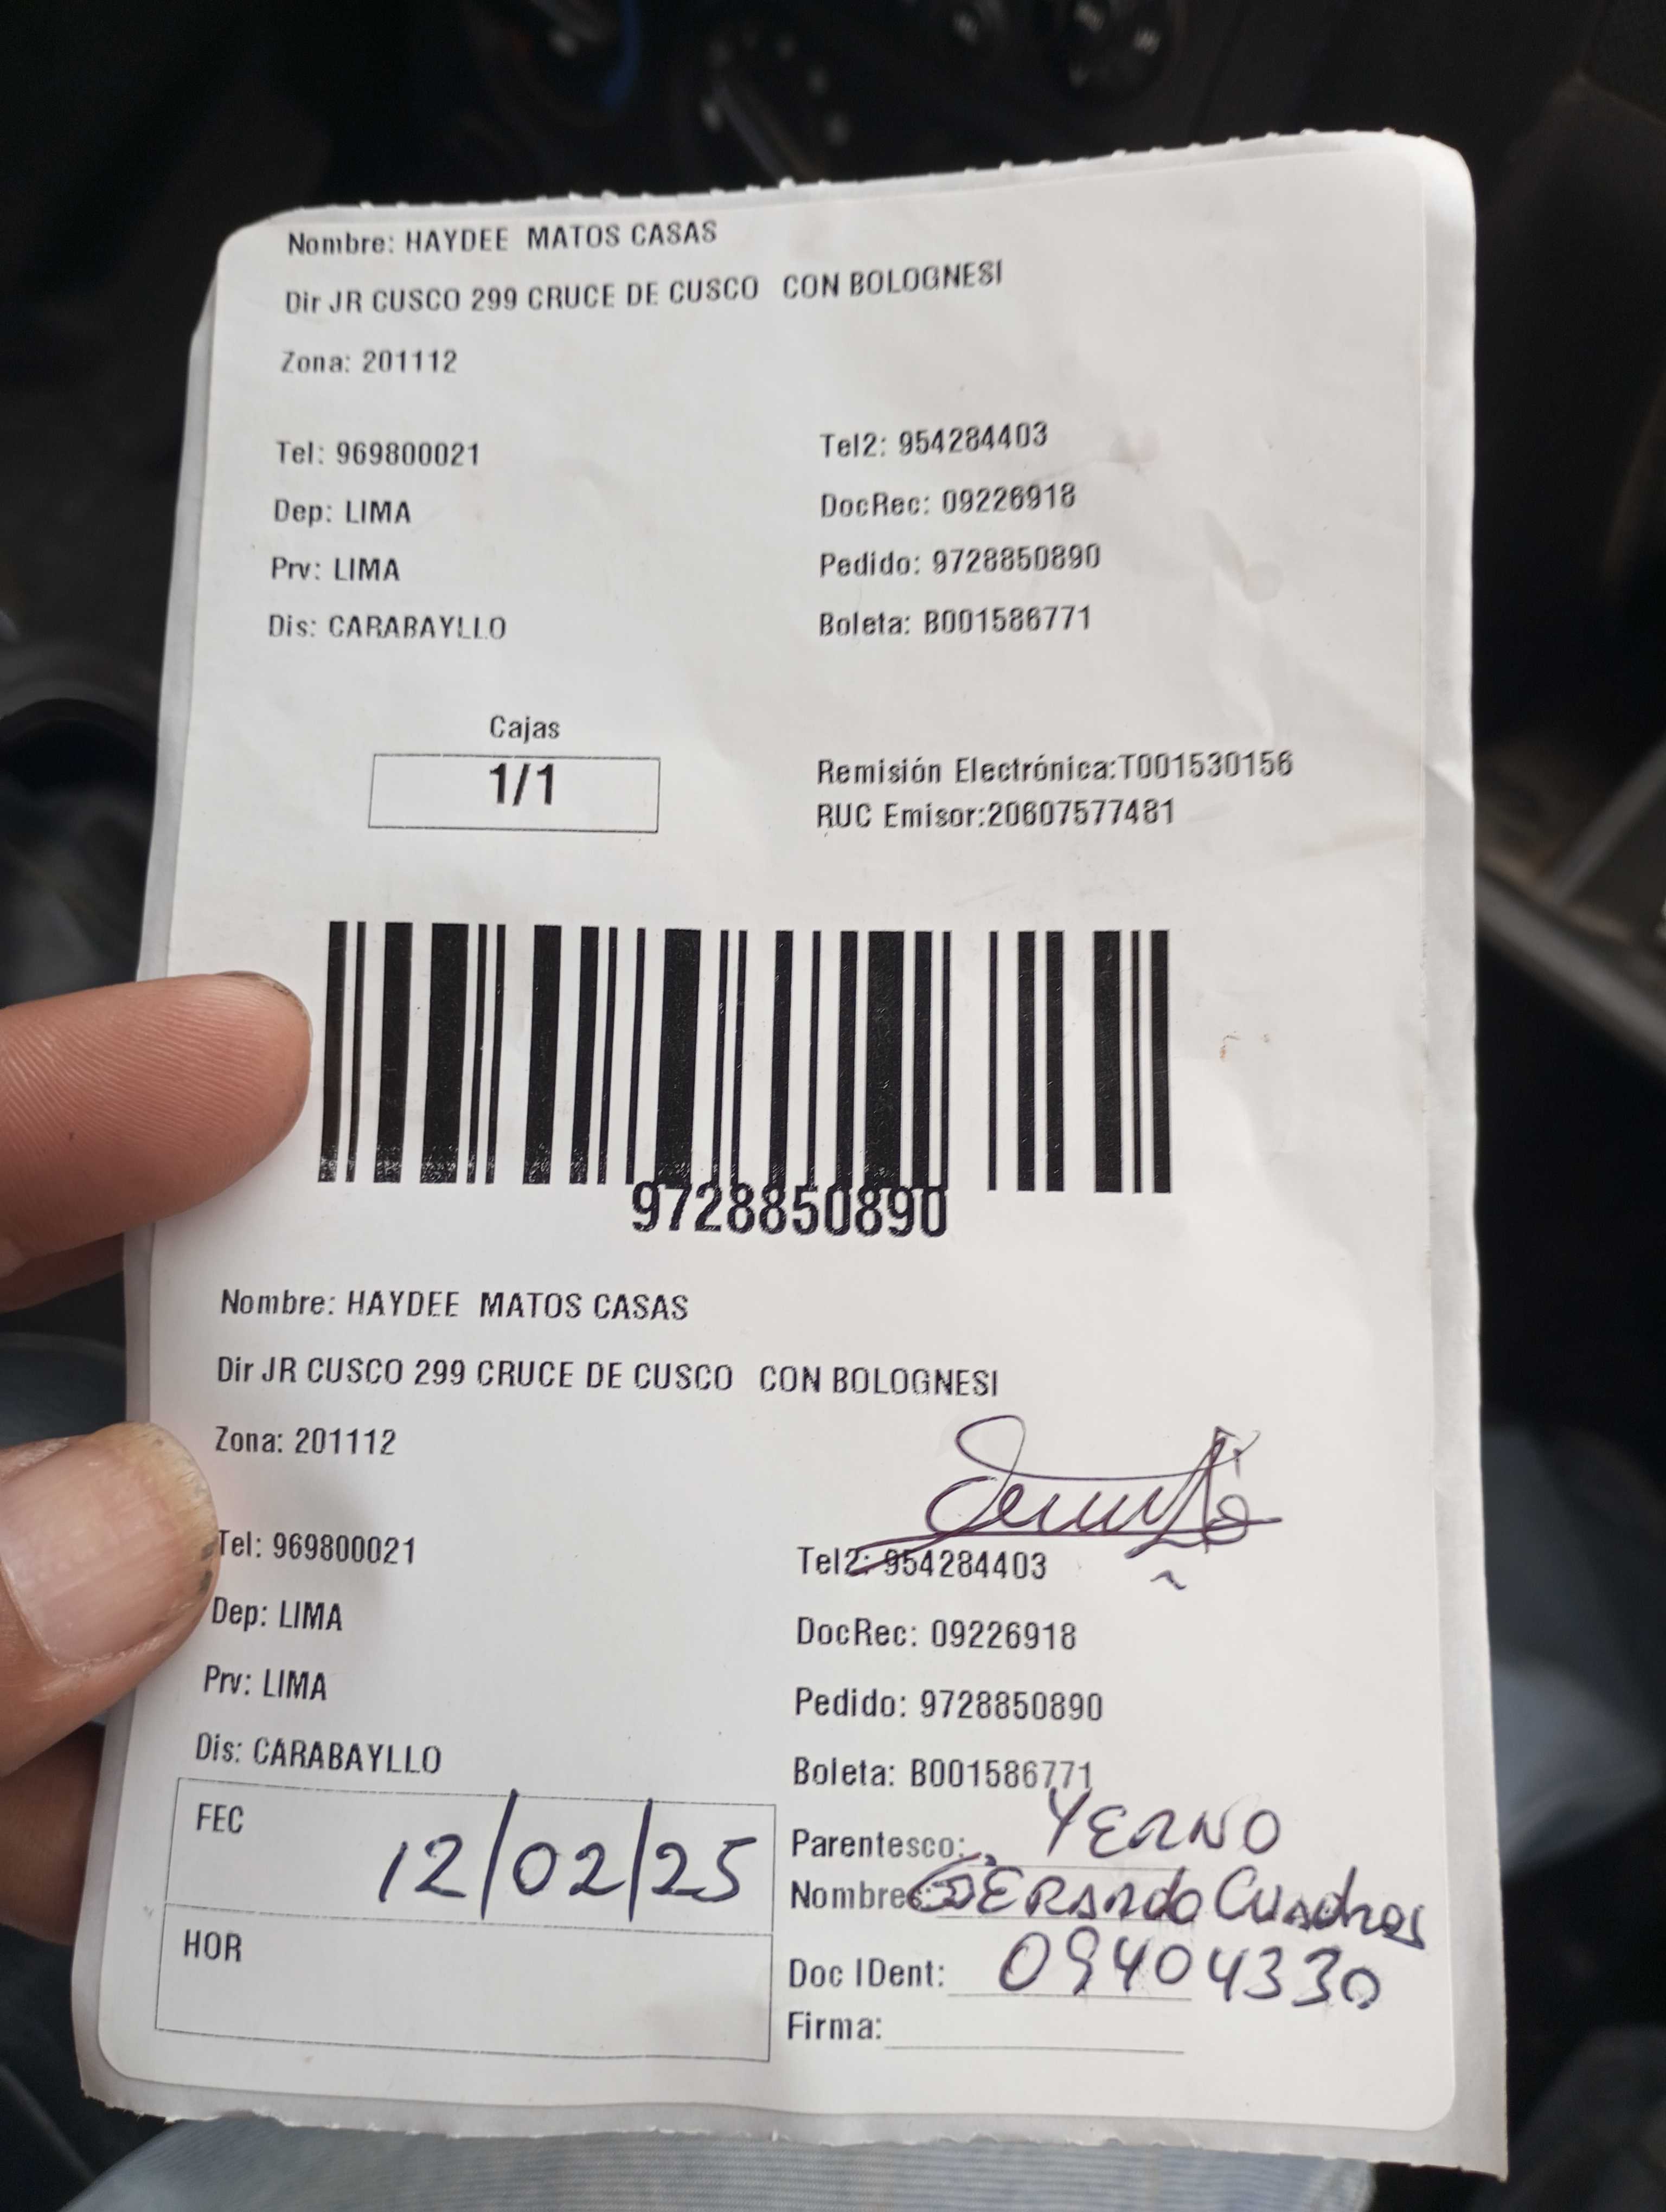 Nombre: HAYDEE MATOS CASAS
Dir JR CUSCO 299 CRUCE DE CUSCO CON BOLOGNESI
Zona: 201112
Tel: 969800021 Tel2: 954284403
Dep: LIMA DocRec: 09226918
Prv: LIMA Pedido: 9728850890
Dis: CARABAYLLO Boleta: B001586771
Cajas
1/1
Remisión Electrónica:T001530156
RUC Emisor:20607577481
9728850890
Nombre: HAYDEE MATOS CASAS
Dir JR CUSCO 299 CRUCE DE CUSCO CON BOLOGNESI
Zona: 201112
Tel: 969800021 Tel2: 954284403
Dep: LIMA DocRec: 09226918
Prv: LIMA Pedido: 9728850890
Dis: CARABAYLLO Boleta: B001586771
FEC 12/02/25
Parentesco: YERNO
Nombres: GERARdo CUAdROS
HOR
Doc IDent: 09404330
Firma: